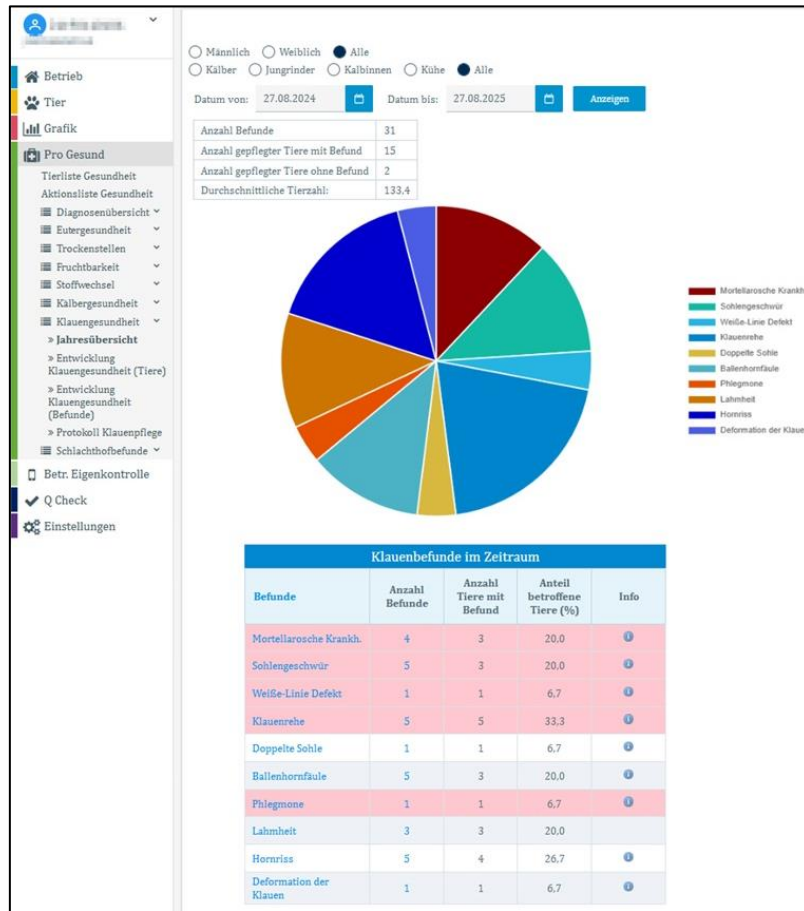 Betrieb
Tier
Grafik
Pro Gesund
Tierliste Gesundheit
Aktionsliste Gesundheit
Diagnosenübersicht
Eutergesundheit
Trockenstellen
Fruchtbarkeit
Stoffwechsel
Kälbergesundheit
Klauengesundheit
» Jahresübersicht
» Entwicklung
Klauengesundheit (Tiere)
» Entwicklung
Klauengesundheit
(Befunde)
» Protokoll Klauenpflege
Schlachthofbefunde
Betr. Eigenkontrolle
Q Check
Einstellungen
Männlich Weiblich Alle
Kälber Jungrinder Kalbinnen Kühe Alle
Datum von: 27.08.2024 Datum bis: 27.08.2025 Anzeigen
Anzahl Befunde 31
Anzahl gepflegter Tiere mit Befund 15
Anzahl gepflegter Tiere ohne Befund 2
Durchschnittliche Tierzahl: 133,4
Mortellarosche Krankh
Sohlengeschwür
Weiße-Linie Defekt
Klauenrehe
Doppelte Sohle
Ballenhornfäule
Phlegmone
Lahmheit
Hornriss
Deformation der Klaue
Klauenbefunde im Zeitraum
Befunde Anzahl Befunde Anzahl Tiere mit Befund Anteil betroffene Tiere (%) Info
Mortellarosche Krankh. 4 3 20,0
Sohlengeschwür 5 3 20,0
Weiße-Linie Defekt 1 1 6,7
Klauenrehe 5 5 33,3
Doppelte Sohle 1 1 6,7
Ballenhornfäule 5 3 20,0
Phlegmone 1 1 6,7
Lahmheit 3 3 20,0
Hornriss 5 4 26,7
Deformation der Klauen 1 1 6,7